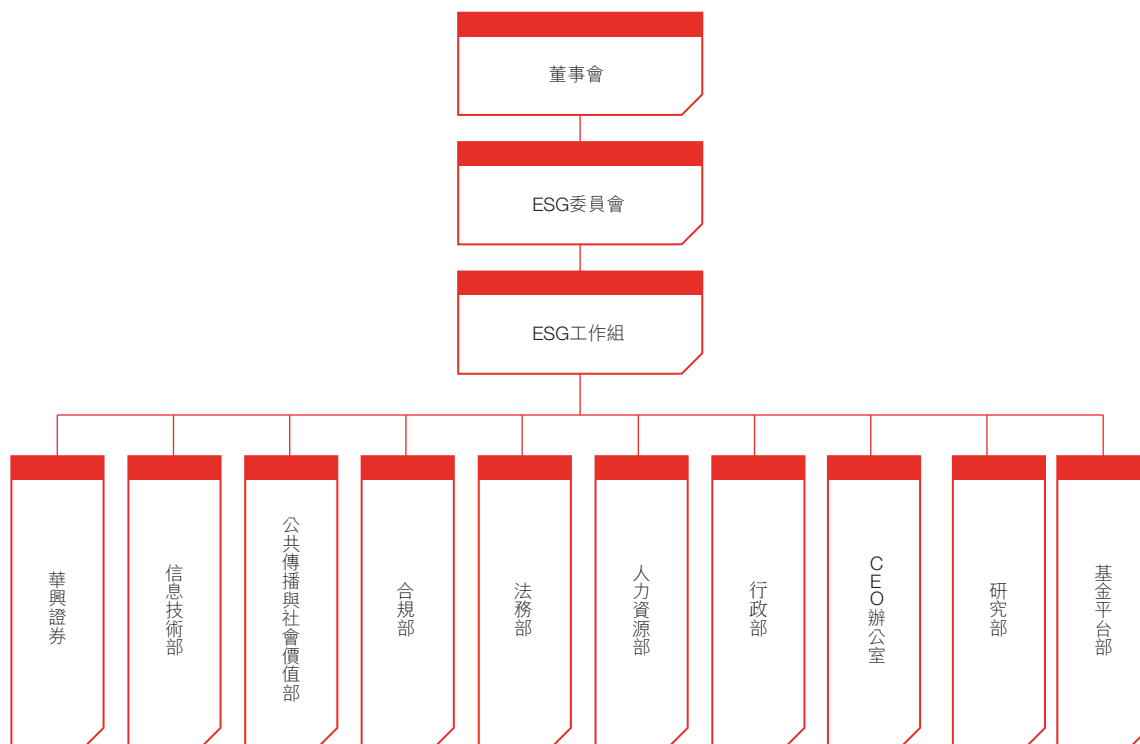 董事會
ESG委員會
ESG工作組
華興證券
信息技術部
公共傳播與社會價值部
合規部
法務部
人力資源部
行政部
CEO辦公室
研究部
基金平台部